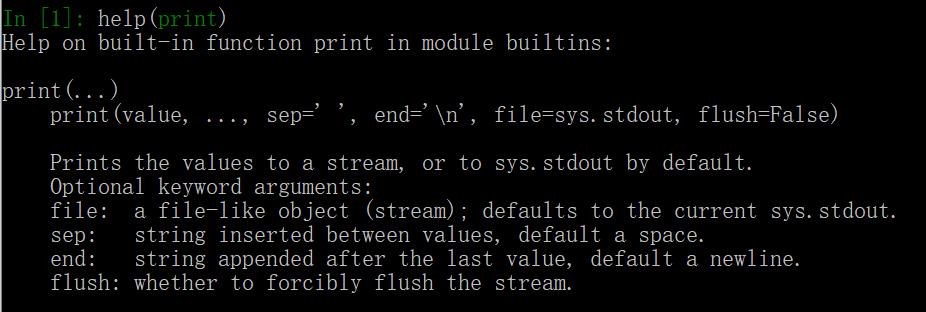 In [1]: help(print)
Help on built-in function print in module builtins:

print(...)
    print(value, ..., sep=' ', end='\n', file=sys.stdout, flush=False)

    Prints the values to a stream, or to sys.stdout by default.
    Optional keyword arguments:
    file:  a file-like object (stream); defaults to the current sys.stdout.
    sep:   string inserted between values, default a space.
    end:   string appended after the last value, default a newline.
    flush: whether to forcibly flush the stream.